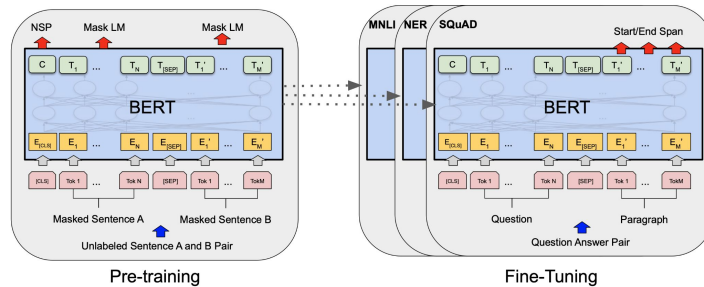 NSP Mask LM Mask LM
C T1 ... TN T[SEP] T1' ... TM'
BERT
E[CLS] E1 ... EN E[SEP] E1' ... EM'
[CLS] Tok 1 ... Tok N [SEP] Tok 1 ... TokM
Masked Sentence A Masked Sentence B
Unlabeled Sentence A and B Pair
Pre-training
MNLI NER SQuAD Start/End Span
C T1 ... TN T[SEP] T1' ... TM'
BERT
E[CLS] E1 ... EN E[SEP] E1' ... EM'
[CLS] Tok 1 ... Tok N [SEP] Tok 1 ... TokM
Question Paragraph
Question Answer Pair
Fine-Tuning